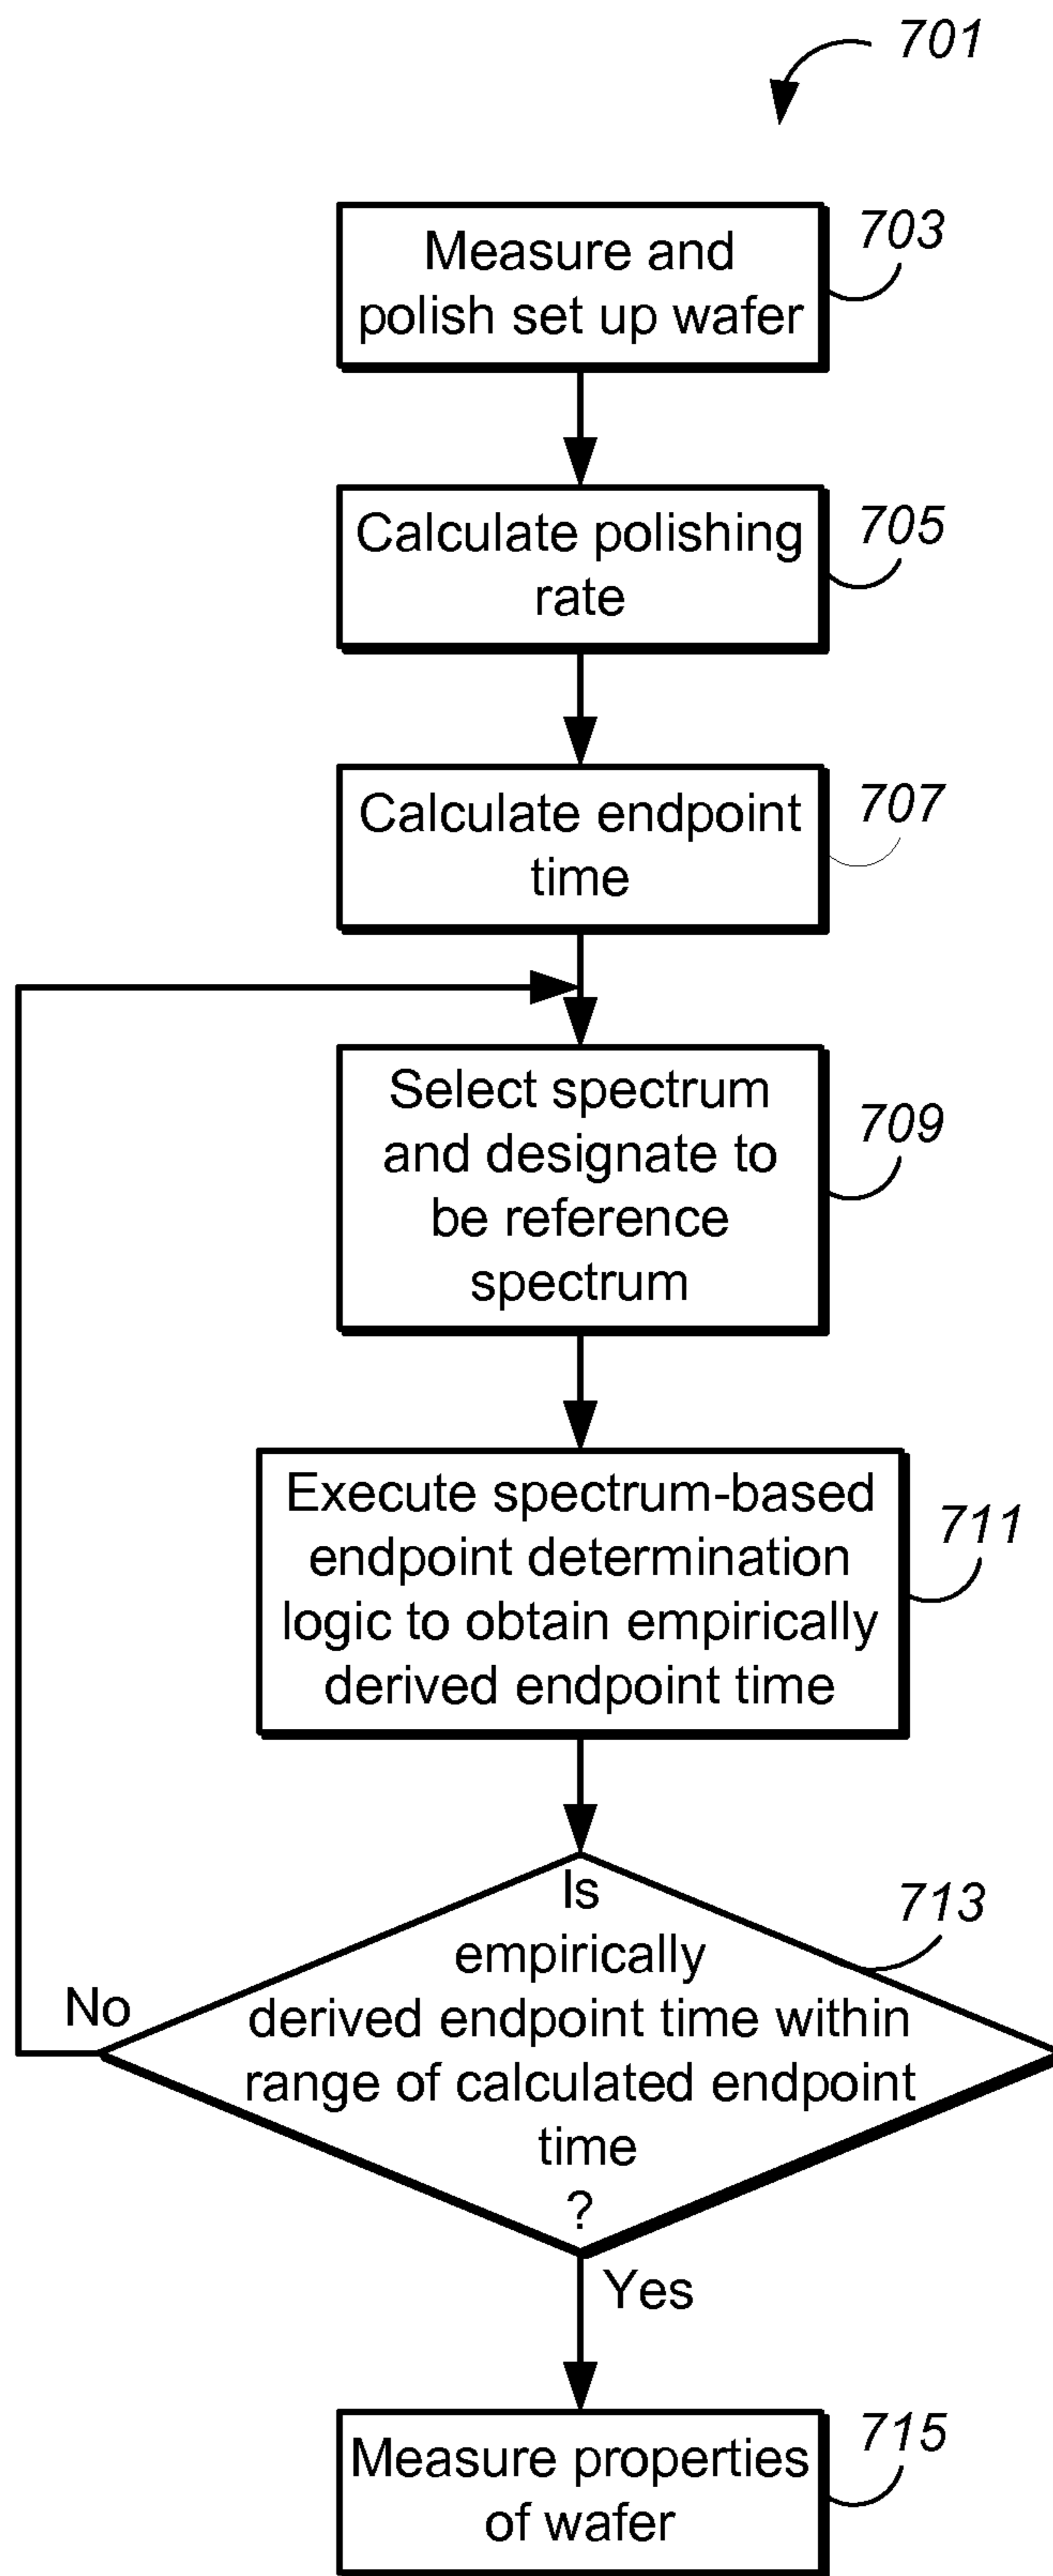 701
703
Measure and
polish set up wafer
705
Calculate polishing
rate
707
Calculate endpoint
time
Select spectrum
709
and designate to
be reference
spectrum
Execute spectrum-based
711
endpoint determination
logic to obtain empirically
derived endpoint time
Is
713
empirically
No
derived endpoint time within
range of calculated endpoint
time
?
Yes
715
Measure properties
of wafer